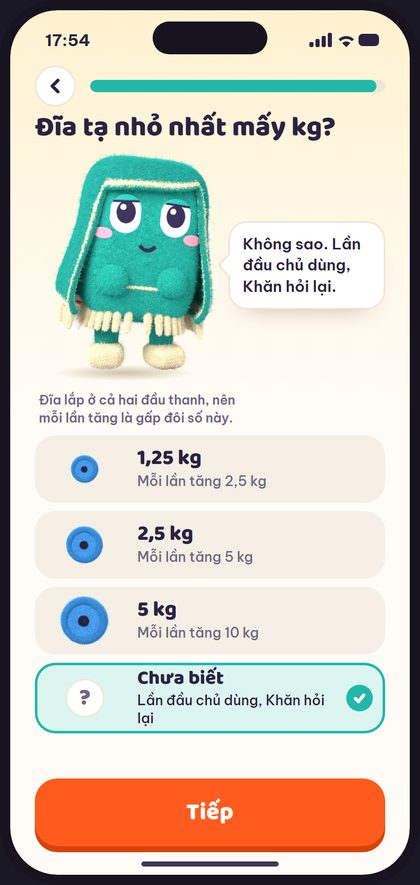 17:54
Đĩa tạ nhỏ nhất mấy kg?
Không sao. Lần
đầu chủ dùng,
Khăn hỏi lại.
Đĩa lắp ở cả hai đầu thanh, nên
mỗi lần tăng là gấp đôi số này.
1,25 kg
Mỗi lần tăng 2,5 kg
2,5 kg
Mỗi lần tăng 5 kg
5 kg
Mỗi lần tăng 10 kg
Chưa biết
?
Lần đầu chủ dùng, Khăn hỏi
lại
Tiếp